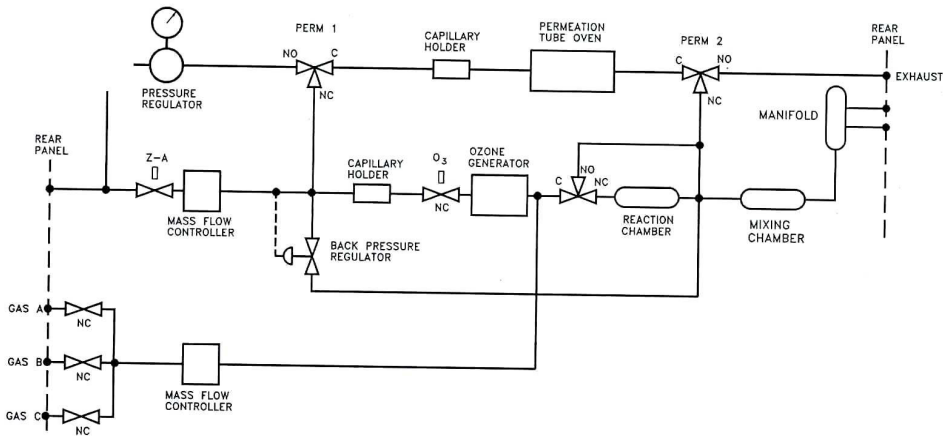 PERM 1
NO
C
NC
CAPILLARY
HOLDER
PERMEATION
TUBE OVEN
PERM 2
C
NO
NC
REAR
PANEL
EXHAUST
PRESSURE
REGULATOR
MANIFOLD
REAR
PANEL
Z-A
MASS FLOW
CONTROLLER
CAPILLARY
HOLDER
O3
NC
OZONE
GENERATOR
NO
C
NC
REACTION
CHAMBER
MIXING
CHAMBER
BACK PRESSURE
REGULATOR
GAS A
NC
GAS B
NC
MASS FLOW
CONTROLLER
GAS C
NC